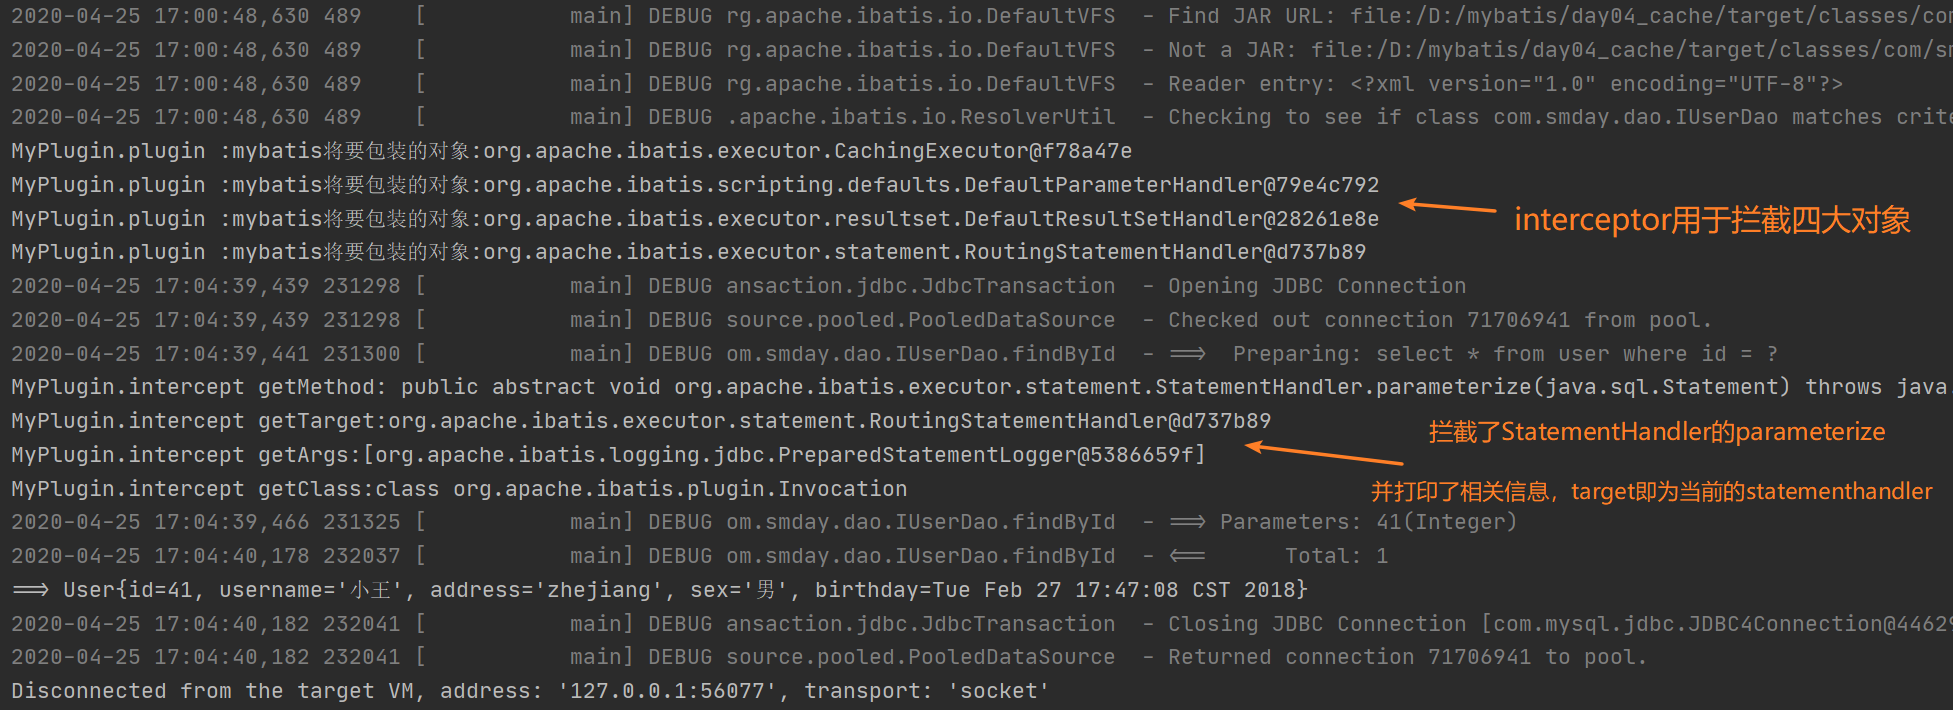 2020-04-25 17:00:48,630 489    [           main] DEBUG rg.apache.ibatis.io.DefaultVFS  - Find JAR URL: file:/D:/mybatis/day04_cache/target/classes/co
2020-04-25 17:00:48,630 489    [           main] DEBUG rg.apache.ibatis.io.DefaultVFS  - Not a JAR: file:/D:/mybatis/day04_cache/target/classes/com/s
2020-04-25 17:00:48,630 489    [           main] DEBUG rg.apache.ibatis.io.DefaultVFS  - Reader entry: <?xml version="1.0" encoding="UTF-8"?>
2020-04-25 17:00:48,630 489    [           main] DEBUG .apache.ibatis.io.ResolverUtil  - Checking to see if class com.smday.dao.IUserDao matches crite
MyPlugin.plugin :mybatis将要包装的对象:org.apache.ibatis.executor.CachingExecutor@f78a47e
MyPlugin.plugin :mybatis将要包装的对象:org.apache.ibatis.scripting.defaults.DefaultParameterHandler@79e4c792
MyPlugin.plugin :mybatis将要包装的对象:org.apache.ibatis.executor.resultset.DefaultResultSetHandler@28261e8e
interceptor用于拦截四大对象
MyPlugin.plugin :mybatis将要包装的对象:org.apache.ibatis.executor.statement.RoutingStatementHandler@d737b89
2020-04-25 17:04:39,439 231298 [           main] DEBUG ansaction.jdbc.JdbcTransaction  - Opening JDBC Connection
2020-04-25 17:04:39,439 231298 [           main] DEBUG source.pooled.PooledDataSource  - Checked out connection 71706941 from pool.
2020-04-25 17:04:39,441 231300 [           main] DEBUG om.smday.dao.IUserDao.findById  - ==>  Preparing: select * from user where id = ?
MyPlugin.intercept getMethod: public abstract void org.apache.ibatis.executor.statement.StatementHandler.parameterize(java.sql.Statement) throws java.
MyPlugin.intercept getTarget:org.apache.ibatis.executor.statement.RoutingStatementHandler@d737b89
拦截了StatementHandler的parameterize
MyPlugin.intercept getArgs:[org.apache.ibatis.logging.jdbc.PreparedStatementLogger@5386659f]
MyPlugin.intercept getClass:class org.apache.ibatis.plugin.Invocation
并打印了相关信息，target即为当前的statementhandler
2020-04-25 17:04:39,466 231325 [           main] DEBUG om.smday.dao.IUserDao.findById  - ==> Parameters: 41(Integer)
2020-04-25 17:04:40,178 232037 [           main] DEBUG om.smday.dao.IUserDao.findById  - <==      Total: 1
==> User{id=41, username='小王', address='zhejiang', sex='男', birthday=Tue Feb 27 17:47:08 CST 2018}
2020-04-25 17:04:40,182 232041 [           main] DEBUG ansaction.jdbc.JdbcTransaction  - Closing JDBC Connection [com.mysql.jdbc.JDBC4Connection@4462
2020-04-25 17:04:40,182 232041 [           main] DEBUG source.pooled.PooledDataSource  - Returned connection 71706941 to pool.
Disconnected from the target VM, address: '127.0.0.1:56077', transport: 'socket'